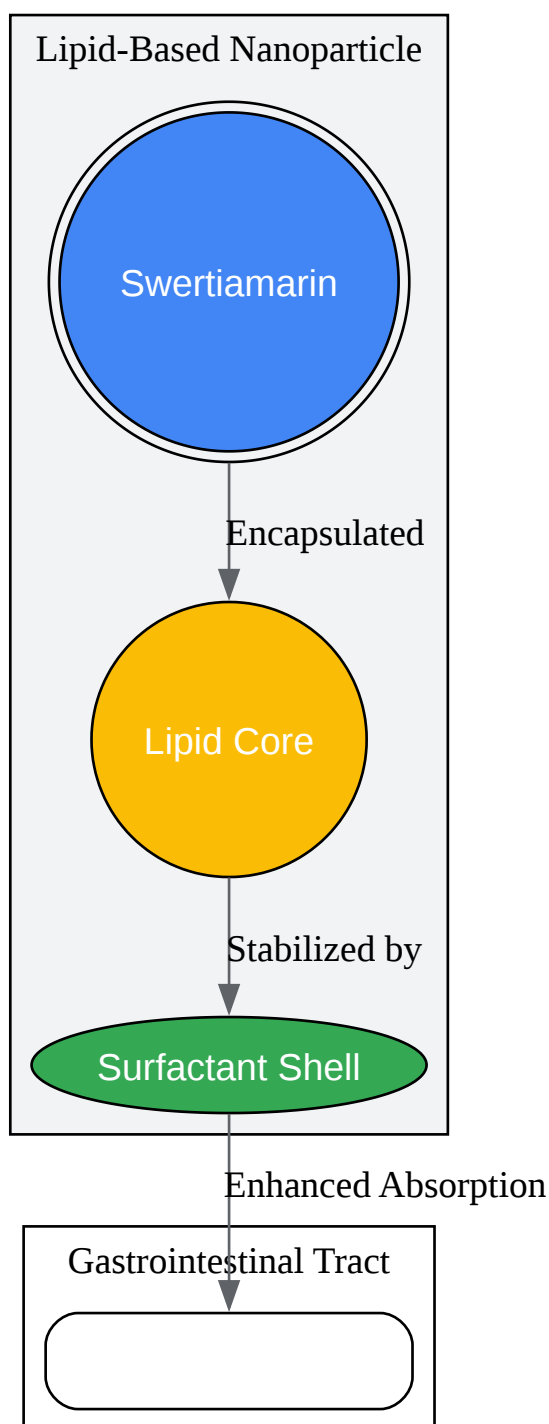 Lipid-Based Nanoparticle
Swertiamarin
Encapsulated
Lipid Core
Stabilized by
Surfactant Shell
Enhanced Absorption
Gastrointestinal Tract